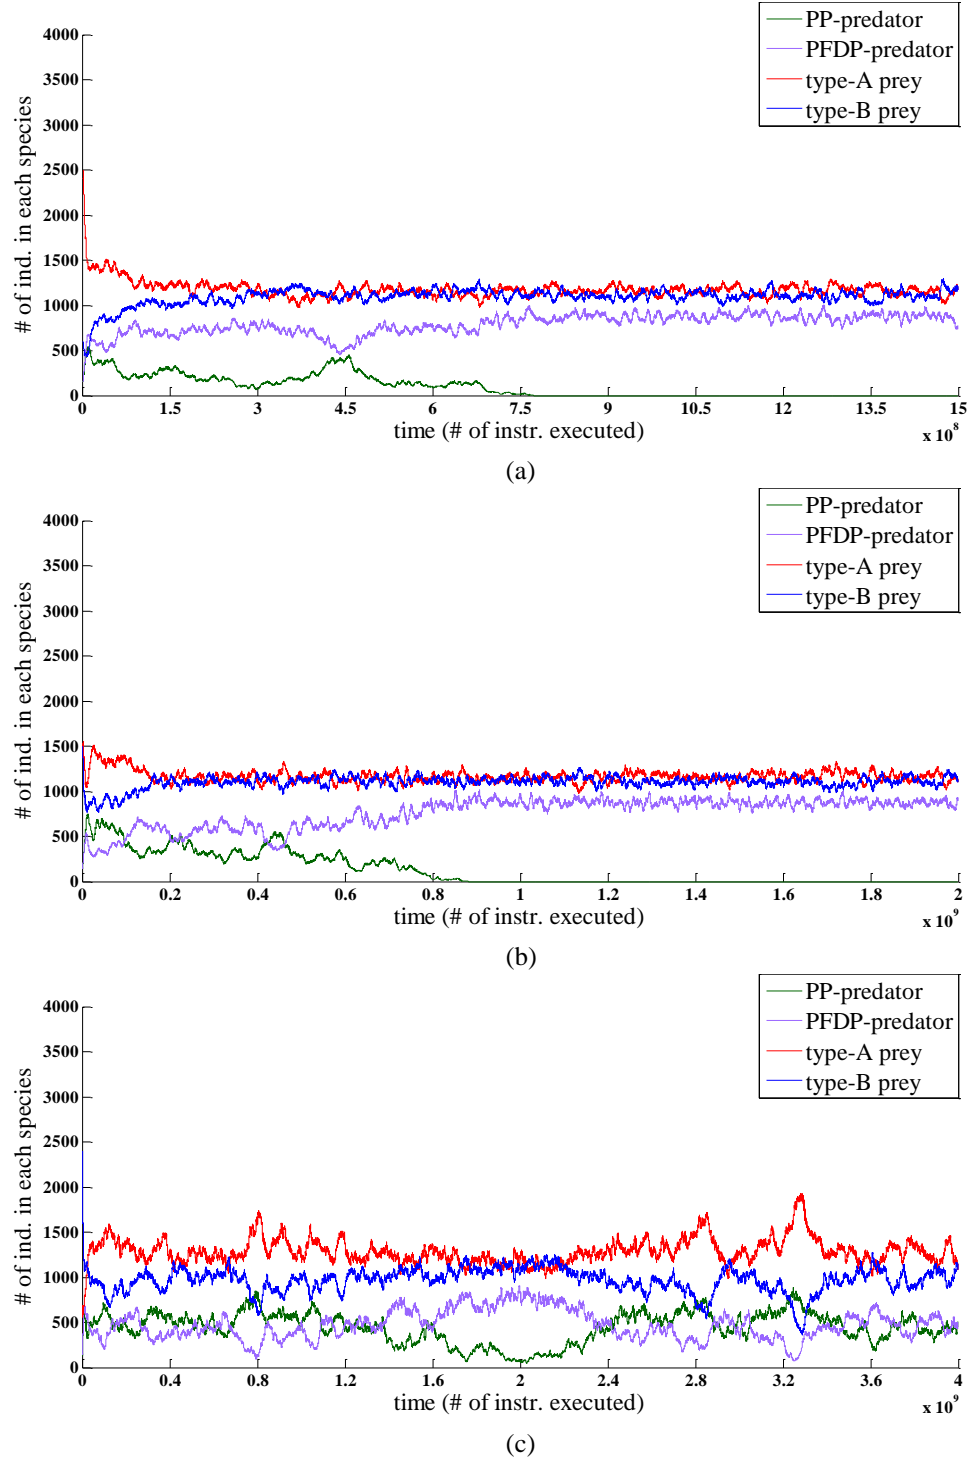 PP-predator
PFDP-predator
type-A prey
type-B prey
# of ind. in each species
4000
3500
3000
2500
2000
1500
1000
500
0
0 1.5 3 4.5 6 7.5 9 10.5 12 13.5 15
time (# of instr. executed)
x 10^8
(a)
PP-predator
PFDP-predator
type-A prey
type-B prey
# of ind. in each species
4000
3500
3000
2500
2000
1500
1000
500
0
0 0.2 0.4 0.6 0.8 1 1.2 1.4 1.6 1.8 2
time (# of instr. executed)
x 10^9
(b)
PP-predator
PFDP-predator
type-A prey
type-B prey
# of ind. in each species
4000
3500
3000
2500
2000
1500
1000
500
0
0 0.4 0.8 1.2 1.6 2 2.4 2.8 3.2 3.6 4
time (# of instr. executed)
x 10^9
(c)